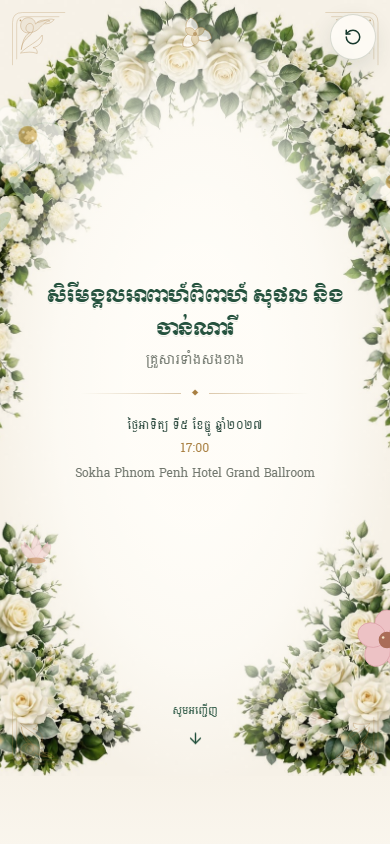 សិរីមង្គលអាពាហ៍ពិពាហ៍ សុផល និង
ចាន់ណារី
គ្រួសារទាំងសងខាង
ថ្ងៃអាទិត្យ ទី៥ ខែធ្នូ ឆ្នាំ២០២៧
17:00
Sokha Phnom Penh Hotel Grand Ballroom
សូមអញ្ជើញ